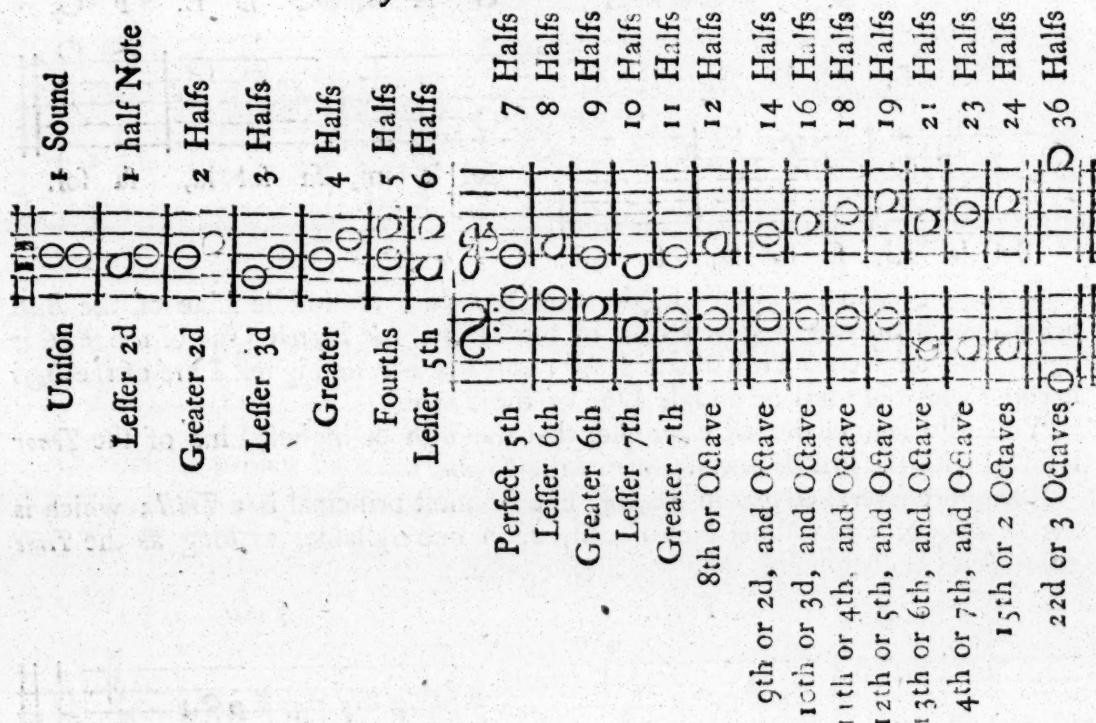 Uniſon 1 Sound
Leſſer 2d 1 half Note
Greater 2d 2 Halfs
Leſſer 3d 3 Halfs
Greater 4 Halfs
Fourths 5 Halfs
Leſſer 5th 6 Halfs
Perfect 5th 7 Halfs
Leſſer 6th 8 Halfs
Greater 6th 9 Halfs
Leſſer 7th 10 Halfs
Greater 7th 11 Halfs
8th or Octave 12 Halfs
9th or 2d, and Octave 14 Halfs
10th or 3d, and Octave 16 Halfs
11th or 4th, and Octave 18 Halfs
12th or 5th, and Octave 19 Halfs
13th or 6th, and Octave 21 Halfs
4th or 7th, and Octave 23 Halfs
15th or 2 Octaves 24 Halfs
22d or 3 Octaves 36 Halfs